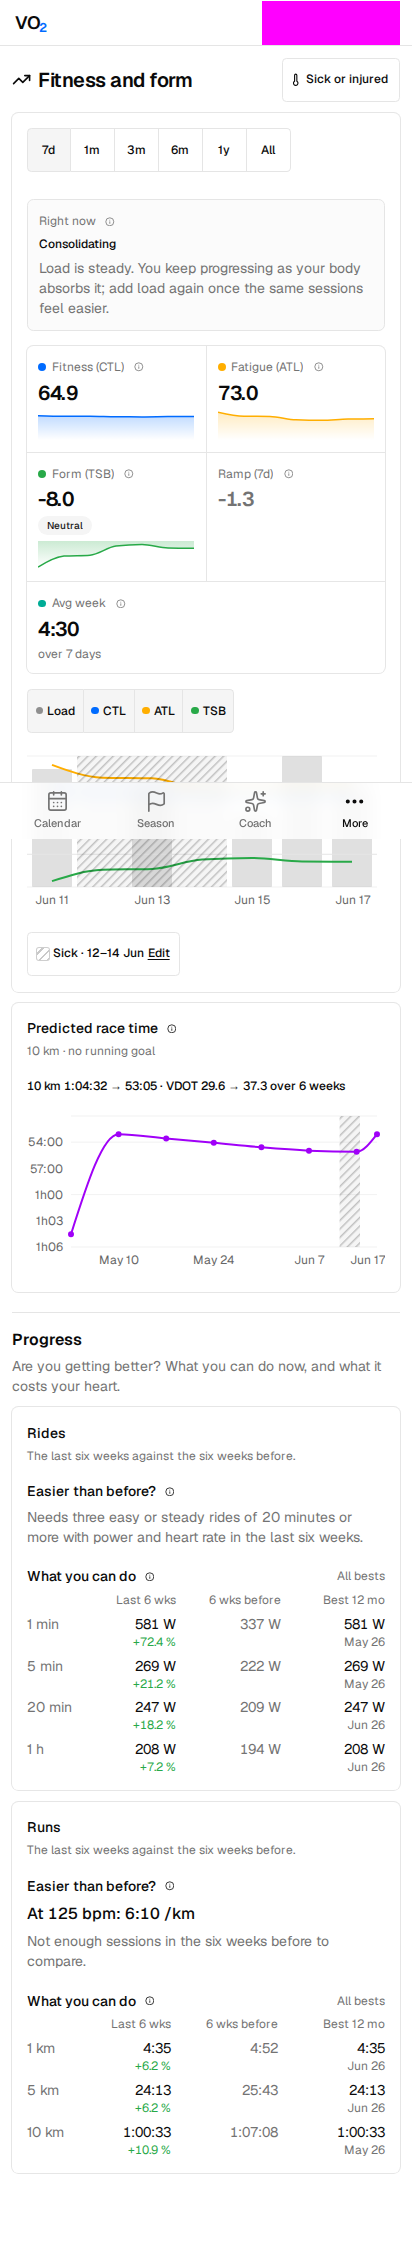 VO2
Fitness and form
Sick or injured
7d
1m
3m
6m
1y
All
Right now
Consolidating
Load is steady. You keep progressing as your body
absorbs it; add load again once the same sessions
feel easier.
Fitness (CTL)
64.9
Fatigue (ATL)
73.0
Form (TSB)
-8.0
Neutral
Ramp (7d)
-1.3
Avg week
4:30
over 7 days
Load
CTL
ATL
TSB
Calendar
Season
Coach
More
Jun 11
Jun 13
Jun 15
Jun 17
Sick · 12–14 Jun Edit
Predicted race time
10 km · no running goal
10 km 1:04:32 → 53:05 · VDOT 29.6 → 37.3 over 6 weeks
54:00
57:00
1h00
1h03
1h06
May 10
May 24
Jun 7
Jun 17
Progress
Are you getting better? What you can do now, and what it
costs your heart.
Rides
The last six weeks against the six weeks before.
Easier than before?
Needs three easy or steady rides of 20 minutes or
more with power and heart rate in the last six weeks.
What you can do
All bests
Last 6 wks
6 wks before
Best 12 mo
1 min
581 W
337 W
581 W
+72.4 %
May 26
5 min
269 W
222 W
269 W
+21.2 %
May 26
20 min
247 W
209 W
247 W
+18.2 %
Jun 26
1 h
208 W
194 W
208 W
+7.2 %
Jun 26
Runs
The last six weeks against the six weeks before.
Easier than before?
At 125 bpm: 6:10 /km
Not enough sessions in the six weeks before to
compare.
What you can do
All bests
Last 6 wks
6 wks before
Best 12 mo
1 km
4:35
4:52
4:35
+6.2 %
Jun 26
5 km
24:13
25:43
24:13
+6.2 %
Jun 26
10 km
1:00:33
1:07:08
1:00:33
+10.9 %
May 26